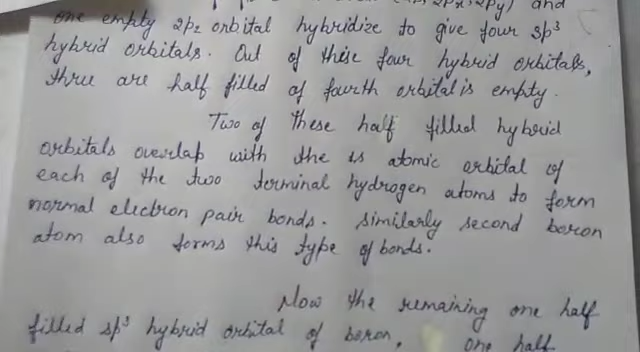 2px, 2py) and
one empty 2pz orbital hybridize to give four sp³
hybrid orbitals. Out of these four hybrid orbitals,
three are half filled of fourth orbital is empty.
Two of these half filled hybrid
orbitals overlap with the 1s atomic orbital of
each of the two terminal hydrogen atoms to form
normal electron pair bonds. Similarly second boron
atom also forms this type of bonds.
Now the remaining one half
filled sp³ hybrid orbital of boron, one half